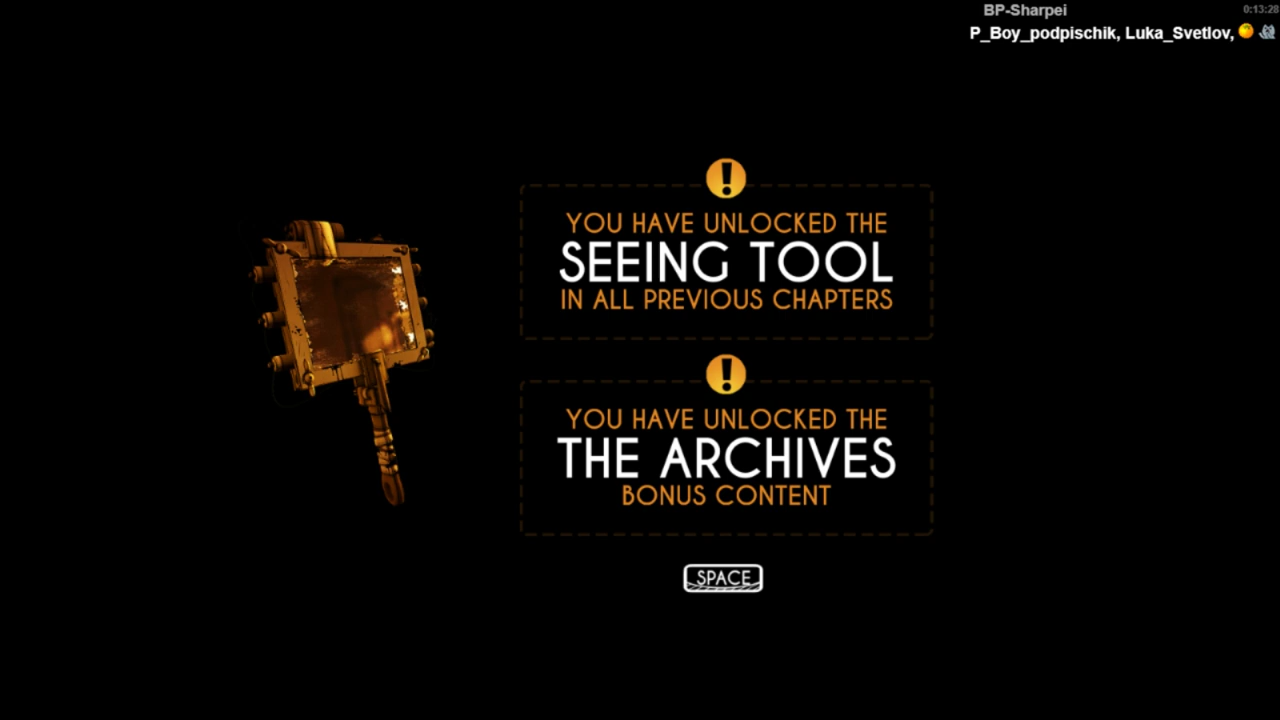 BP-Sharpei
0:13:28
P_Boy_podpischik, Luka_Svetlov,
!
YOU HAVE UNLOCKED THE
SEEING TOOL
IN ALL PREVIOUS CHAPTERS
!
YOU HAVE UNLOCKED THE
THE ARCHIVES
BONUS CONTENT
SPACE